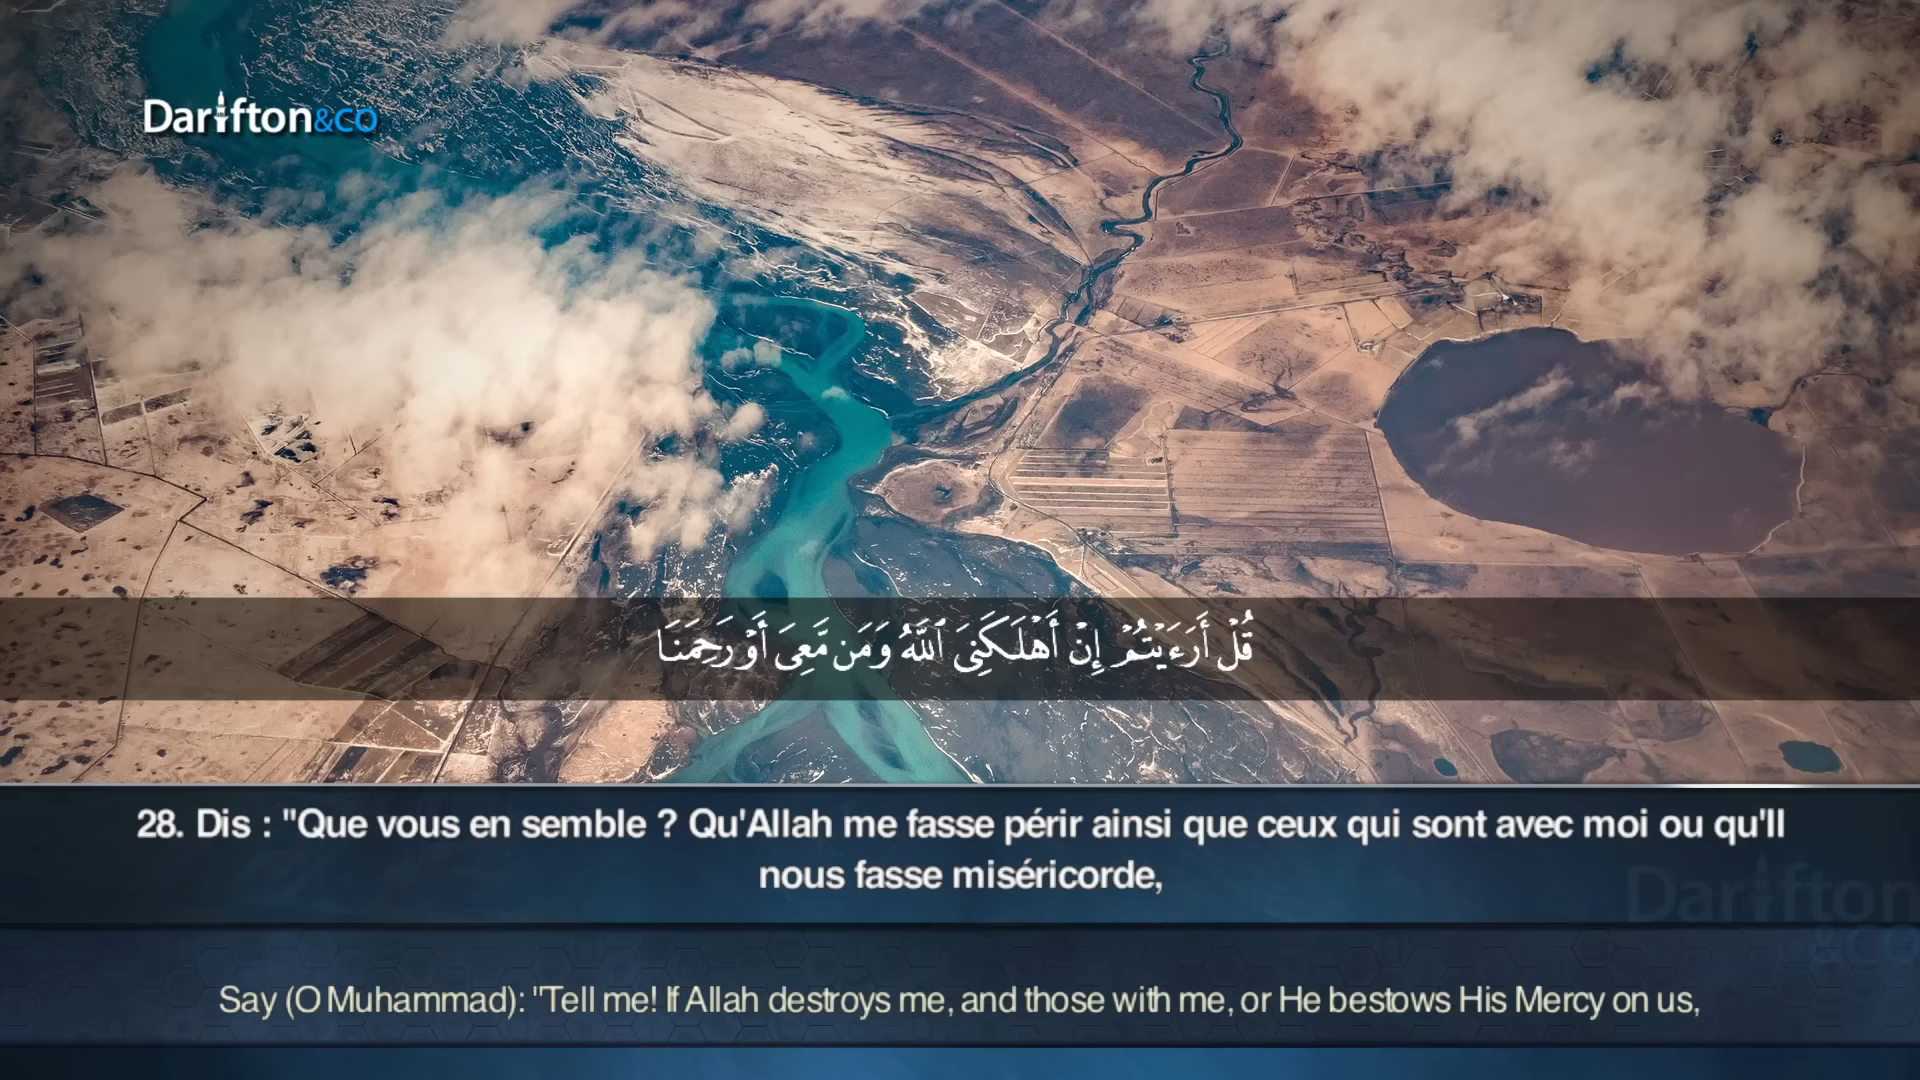 Darifton&CO
قُلْ أَرَءَيْتُمْ إِنْ أَهْلَكَنِىَ ٱللَّهُ وَمَن مَّعِىَ أَوْ رَحِمَنَا
28. Dis : "Que vous en semble ? Qu'Allah me fasse périr ainsi que ceux qui sont avec moi ou qu'Il
nous fasse miséricorde,
Darifton
&CO
Say (O Muhammad): "Tell me! If Allah destroys me, and those with me, or He bestows His Mercy on us,